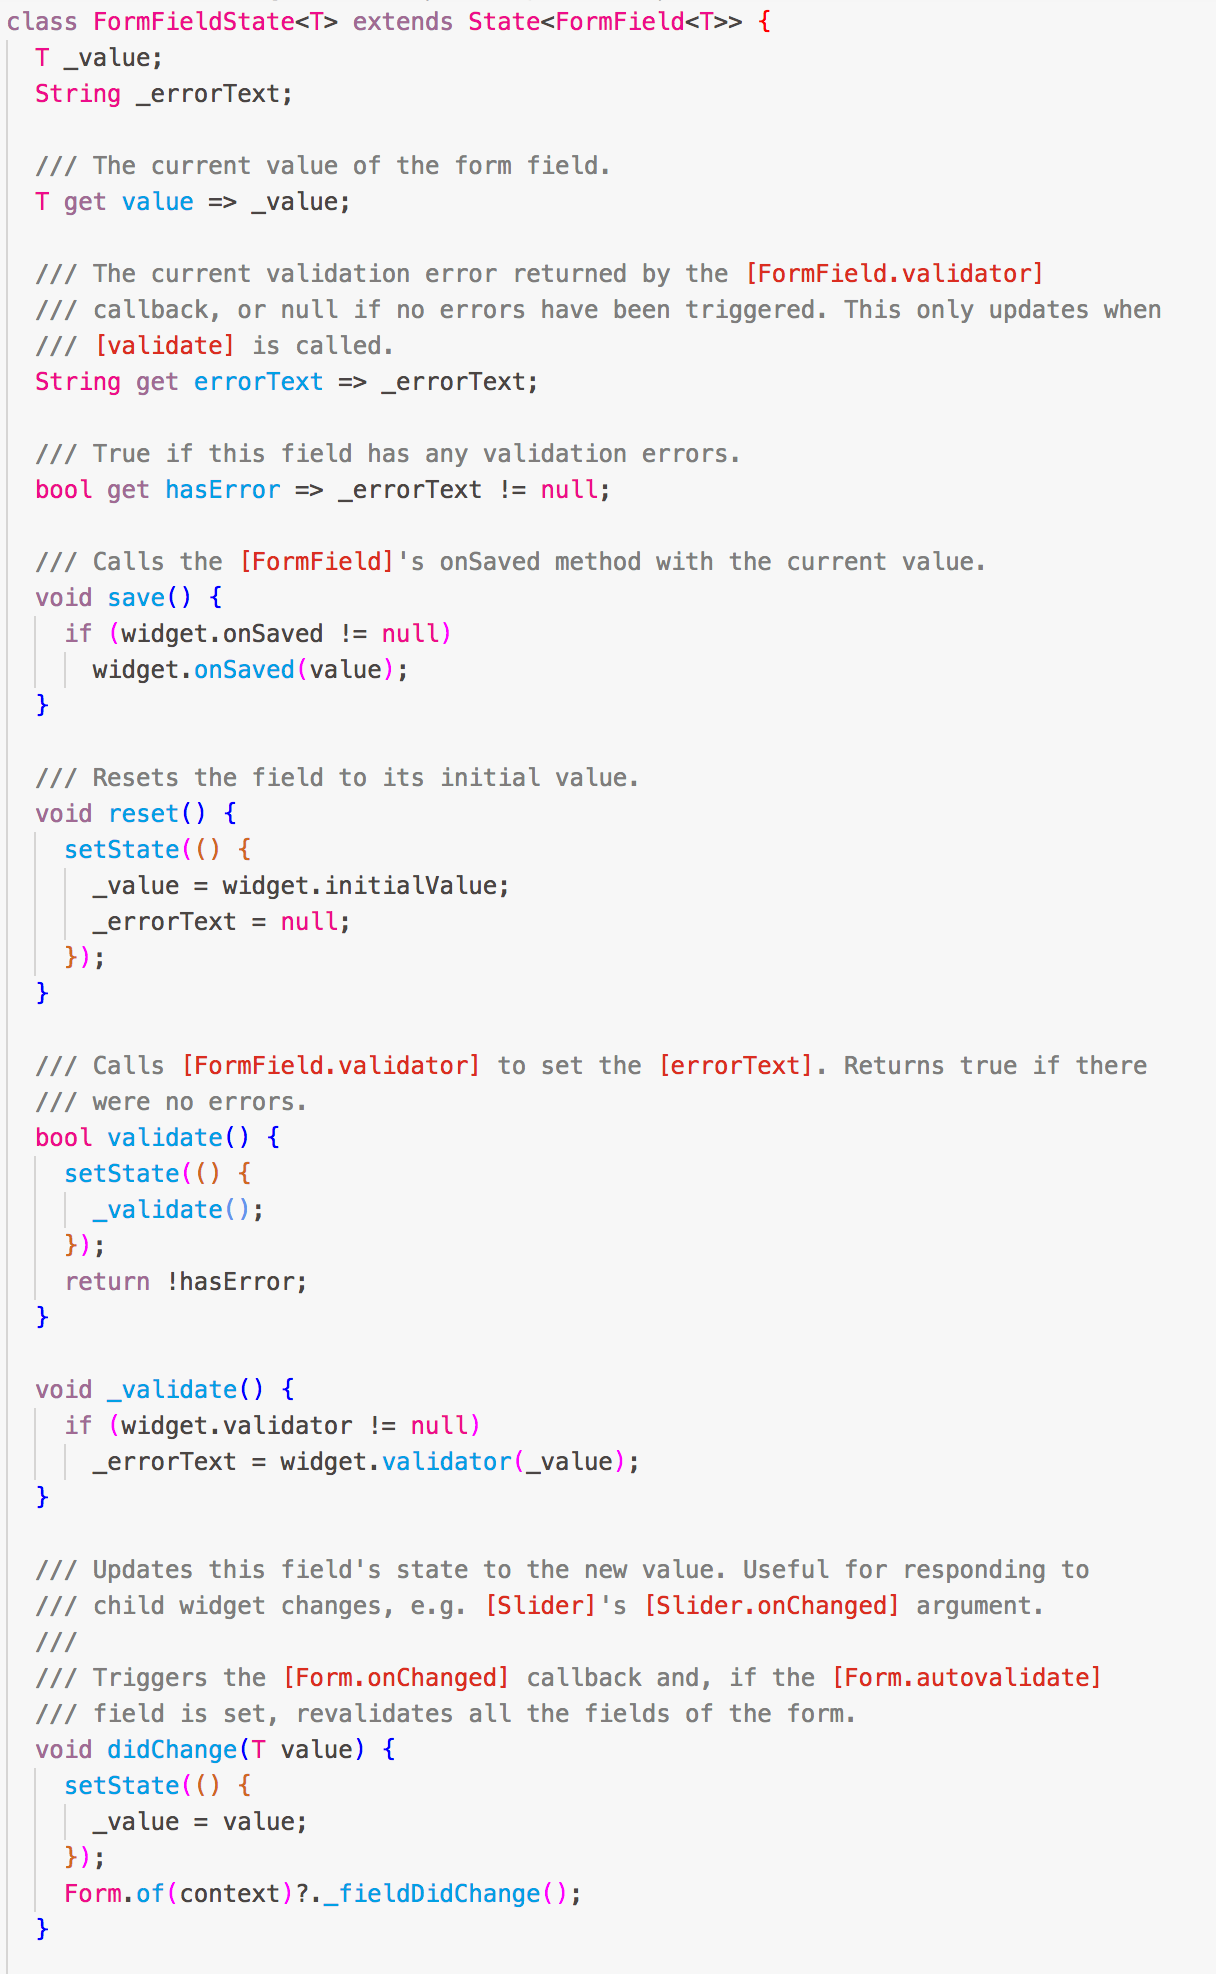 class FormFieldState<T> extends State<FormField<T>> {
  T _value;
  String _errorText;

  /// The current value of the form field.
  T get value => _value;

  /// The current validation error returned by the [FormField.validator]
  /// callback, or null if no errors have been triggered. This only updates when
  /// [validate] is called.
  String get errorText => _errorText;

  /// True if this field has any validation errors.
  bool get hasError => _errorText != null;

  /// Calls the [FormField]'s onSaved method with the current value.
  void save() {
    if (widget.onSaved != null)
      widget.onSaved(value);
  }

  /// Resets the field to its initial value.
  void reset() {
    setState(() {
      _value = widget.initialValue;
      _errorText = null;
    });
  }

  /// Calls [FormField.validator] to set the [errorText]. Returns true if there
  /// were no errors.
  bool validate() {
    setState(() {
      _validate();
    });
    return !hasError;
  }

  void _validate() {
    if (widget.validator != null)
      _errorText = widget.validator(_value);
  }

  /// Updates this field's state to the new value. Useful for responding to
  /// child widget changes, e.g. [Slider]'s [Slider.onChanged] argument.
  ///
  /// Triggers the [Form.onChanged] callback and, if the [Form.autovalidate]
  /// field is set, revalidates all the fields of the form.
  void didChange(T value) {
    setState(() {
      _value = value;
    });
    Form.of(context)?._fieldDidChange();
  }